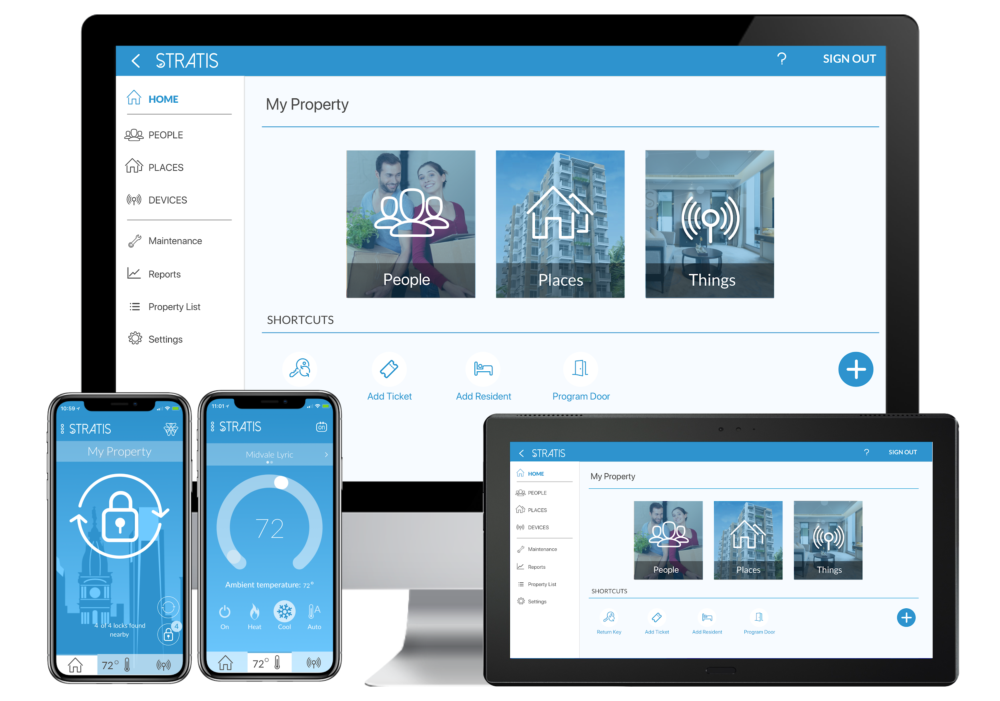 STRATIS
?
SIGN OUT
HOME
PEOPLE
PLACES
DEVICES
Maintenance
Reports
Property List
Settings
My Property
People
Places
Things
SHORTCUTS
Add Ticket
Add Resident
Program Door
10:59
STRATIS
My Property
4 of 4 locks found
nearby
4
72°
11:01
STRATIS
on
Midvale Lyric
72
Ambient temperature: 72°
A
On
Heat
Cool
Auto
72°
STRATIS
?
SIGN OUT
HOME
PEOPLE
PLACES
DEVICES
Maintenance
Reports
Property List
Settings
My Property
People
Places
Things
SHORTCUTS
Return Key
Add Ticket
Add Resident
Program Door